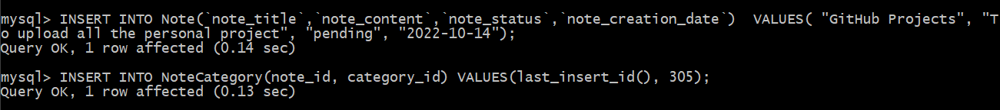 mysql> INSERT INTO Note(`note_title`,`note_content`,`note_status`,`note_creation_date`)  VALUES( "GitHub Projects", "T
o upload all the personal project", "pending", "2022-10-14");
Query OK, 1 row affected (0.14 sec)
mysql> INSERT INTO NoteCategory(note_id, category_id) VALUES(last_insert_id(), 305);
Query OK, 1 row affected (0.13 sec)